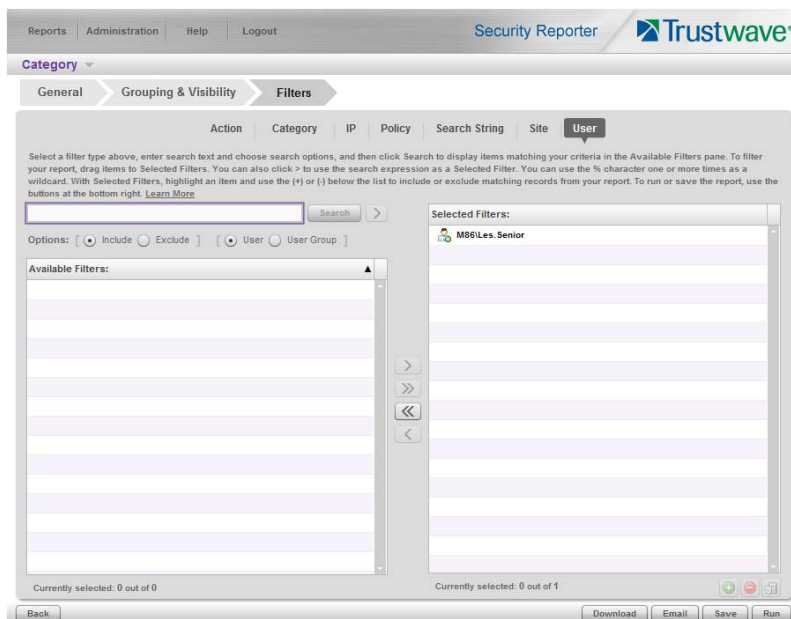 Reports Administration Help Logout
Security Reporter Trustwave®
Category
General Grouping & Visibility Filters
Action Category IP Policy Search String Site User
Select a filter type above, enter search text and choose search options, and then click Search to display items matching your criteria in the Available Filters pane. To filter
your report, drag items to Selected Filters. You can also click > to use the search expression as a Selected Filter. You can use the % character one or more times as a
wildcard. With Selected Filters, highlight an item and use the (+) or (-) below the list to include or exclude matching records from your report. To run or save the report, use the
buttons at the bottom right. Learn More
Search >
Options: [ Include Exclude ] [ User User Group ]
Available Filters:
Currently selected: 0 out of 0
Selected Filters:
M86\Les.Senior
> >> << <
Currently selected: 0 out of 1
Back Download Email Save Run